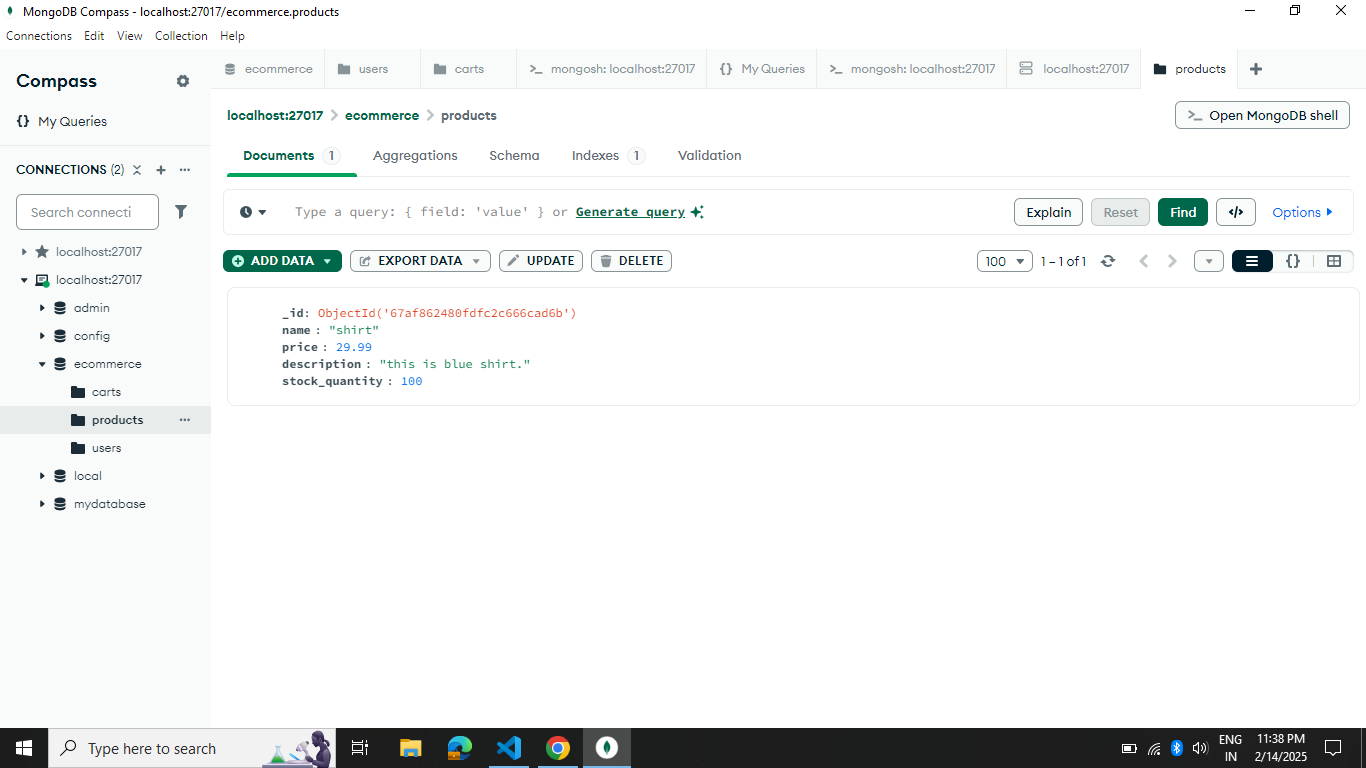 MongoDB Compass - localhost:27017/ecommerce.products
Connections Edit View Collection Help
Compass
My Queries
CONNECTIONS (2)
Search connecti
localhost:27017
localhost:27017
admin
config
ecommerce
carts
products
users
local
mydatabase
ecommerce users carts >_ mongosh: localhost:27017 {} My Queries >_ mongosh: localhost:27017 localhost:27017 products
localhost:27017 > ecommerce > products
>_ Open MongoDB shell
Documents 1 Aggregations Schema Indexes 1 Validation
Type a query: { field: 'value' } or Generate query
Explain Reset Find </> Options
ADD DATA EXPORT DATA UPDATE DELETE
100 1 – 1 of 1 {}
_id: ObjectId('67af862480fdfc2c666cad6b')
name : "shirt"
price : 29.99
description : "this is blue shirt."
stock_quantity : 100
Type here to search
ENG
IN
11:38 PM
2/14/2025